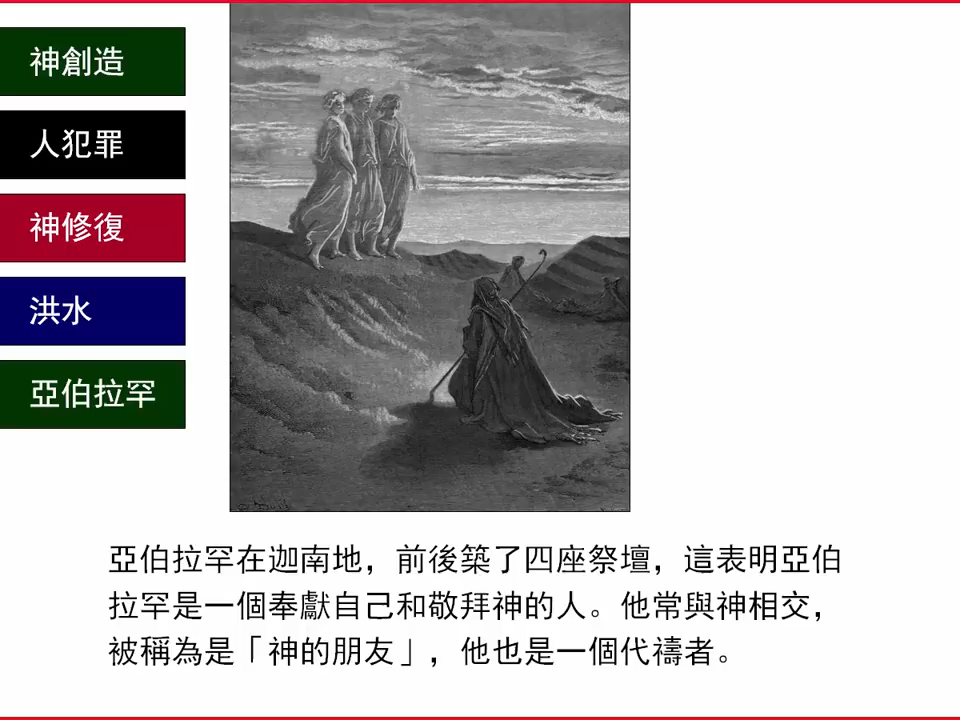 神創造
人犯罪
神修復
洪水
亞伯拉罕
亞伯拉罕在迦南地，前後築了四座祭壇，這表明亞伯
拉罕是一個奉獻自己和敬拜神的人。他常與神相交，
被稱為是「神的朋友」，他也是一個代禱者。